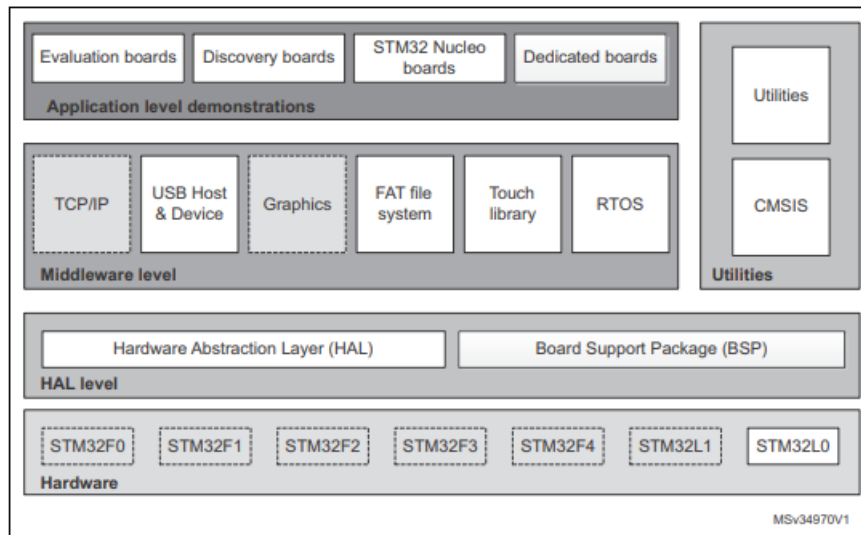 Evaluation boards
Discovery boards
STM32 Nucleo
boards
Dedicated boards
Application level demonstrations
TCP/IP
USB Host
& Device
Graphics
FAT file
system
Touch
library
RTOS
Middleware level
Utilities
CMSIS
Utilities
Hardware Abstraction Layer (HAL)
Board Support Package (BSP)
HAL level
STM32F0
STM32F1
STM32F2
STM32F3
STM32F4
STM32L1
STM32L0
Hardware
MSv34970V1